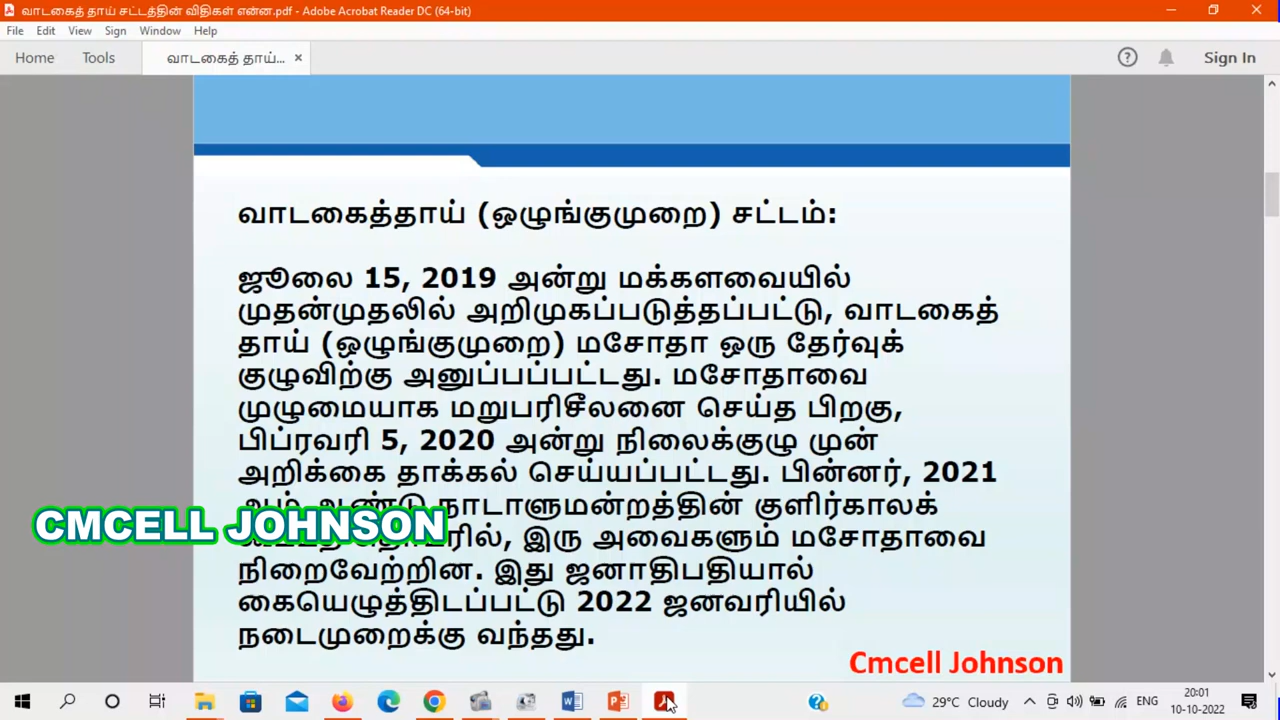 வாடகைத் தாய் சட்டத்தின் விதிகள் என்ன.pdf - Adobe Acrobat Reader DC (64-bit)
File Edit View Sign Window Help
Home Tools வாடகைத் தாய்... × Sign In
வாடகைத்தாய் (ஒழுங்குமுறை) சட்டம்:
ஜூலை 15, 2019 அன்று மக்களவையில்
முதன்முதலில் அறிமுகப்படுத்தப்பட்டு, வாடகைத்
தாய் (ஒழுங்குமுறை) மசோதா ஒரு தேர்வுக்
குழுவிற்கு அனுப்பப்பட்டது. மசோதாவை
முழுமையாக மறுபரிசீலனை செய்த பிறகு,
பிப்ரவரி 5, 2020 அன்று நிலைக்குழு முன்
அறிக்கை தாக்கல் செய்யப்பட்டது. பின்னர், 2021
ஆம் ஆண்டு நாடாளுமன்றத்தின் குளிர்காலக்
CMCELL JOHNSON
இரு அவைகளும் மசோதாவை
நிறைவேற்றின. இது ஜனாதிபதியால்
கையெழுத்திடப்பட்டு 2022 ஜனவரியில்
நடைமுறைக்கு வந்தது.
Cmcell Johnson
29°C Cloudy ENG 20:01
10-10-2022